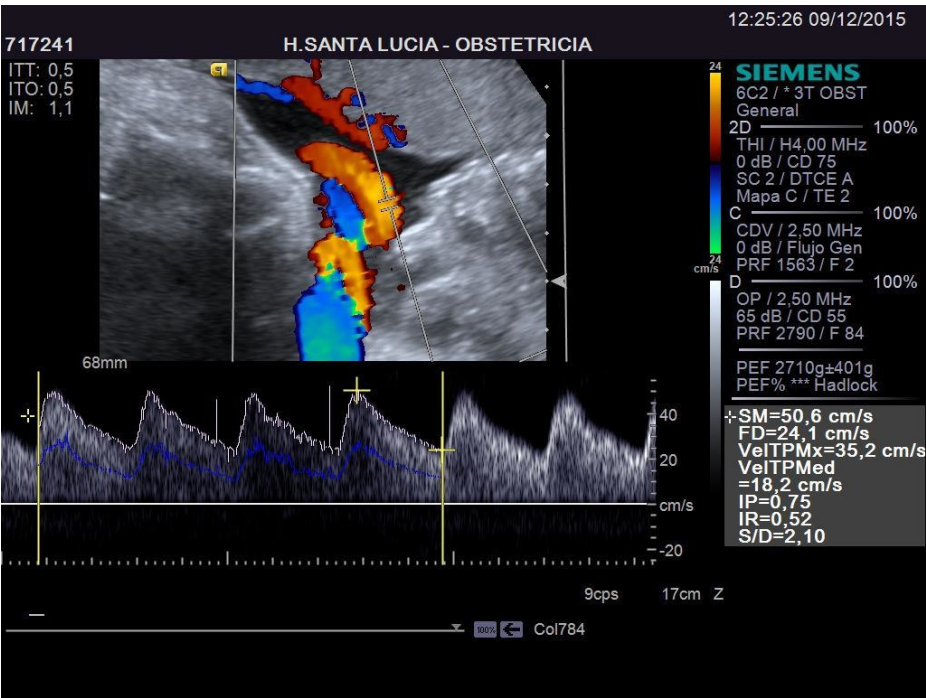 12:25:26 09/12/2015
717241
H.SANTA LUCIA - OBSTETRICIA
ITT: 0,5
ITO: 0,5
IM: 1,1
24
24
cm/s
SIEMENS
6C2 / * 3T OBST
General
2D 100%
THI / H4,00 MHz
0 dB / CD 75
SC 2 / DTCE A
Mapa C / TE 2
C 100%
CDV / 2,50 MHz
0 dB / Flujo Gen
PRF 1563 / F 2
D 100%
OP / 2,50 MHz
65 dB / CD 55
PRF 2790 / F 84
PEF 2710g±401g
PEF% *** Hadlock
68mm
40
20
cm/s
-20
SM=50,6 cm/s
FD=24,1 cm/s
VelTPMx=35,2 cm/s
VelTPMed
=18,2 cm/s
IP=0,75
IR=0,52
S/D=2,10
9cps 17cm Z
100% Col784